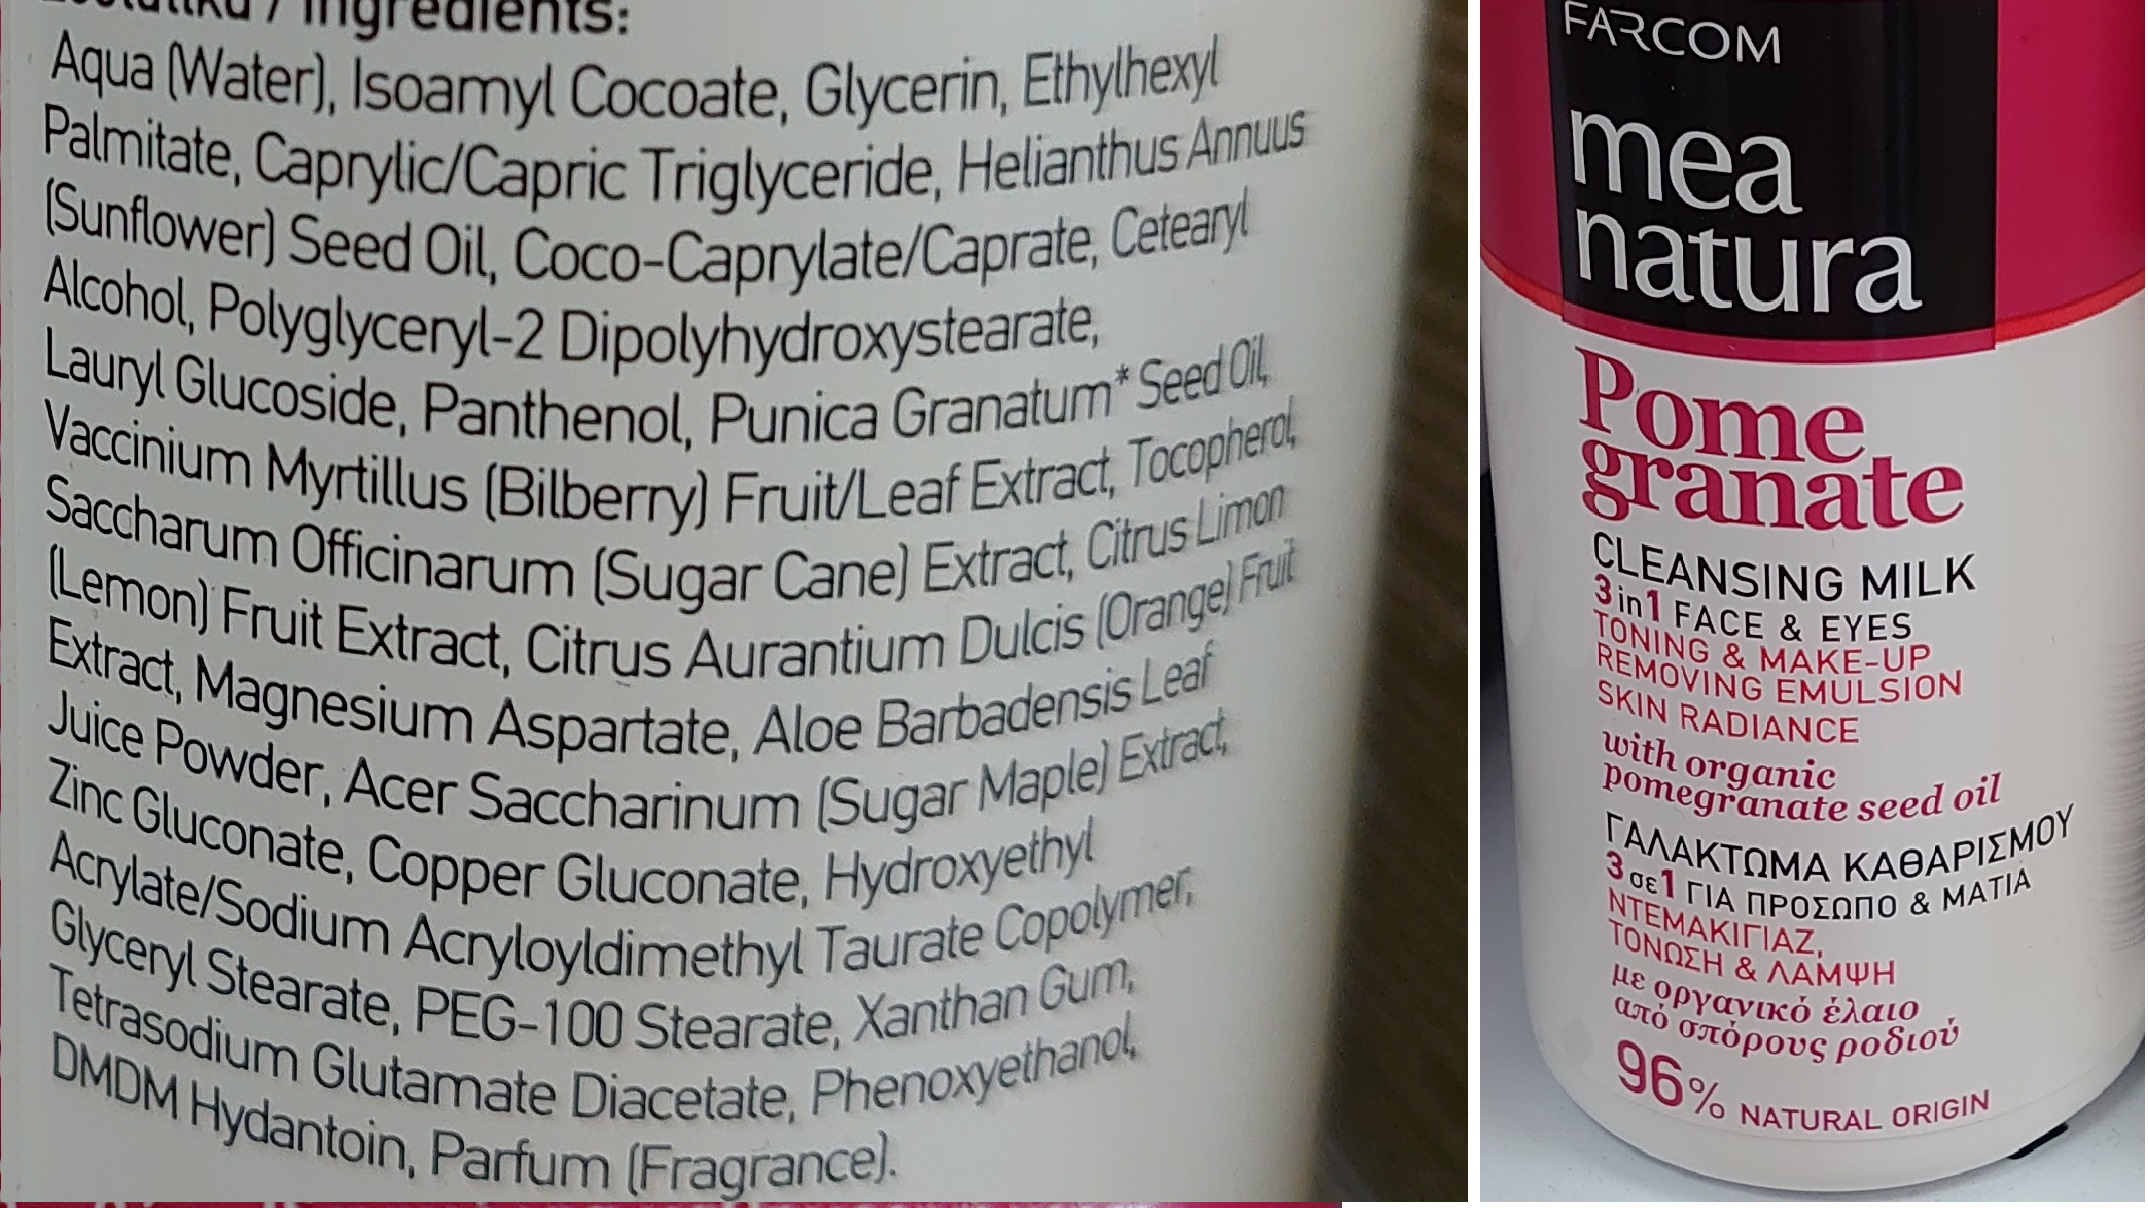 / Ingredients:
Aqua (Water), Isoamyl Cocoate, Glycerin, Ethylhexyl
Palmitate, Caprylic/Capric Triglyceride, Helianthus Annuus
(Sunflower) Seed Oil, Coco-Caprylate/Caprate, Cetearyl
Alcohol, Polyglyceryl-2 Dipolyhydroxystearate,
Lauryl Glucoside, Panthenol, Punica Granatum* Seed Oil,
Vaccinium Myrtillus (Bilberry) Fruit/Leaf Extract, Tocopherol,
Saccharum Officinarum (Sugar Cane) Extract, Citrus Limon
(Lemon) Fruit Extract, Citrus Aurantium Dulcis (Orange) Fruit
Extract, Magnesium Aspartate, Aloe Barbadensis Leaf
Juice Powder, Acer Saccharinum (Sugar Maple) Extract,
Zinc Gluconate, Copper Gluconate, Hydroxyethyl
Acrylate/Sodium Acryloyldimethyl Taurate Copolymer,
Glyceryl Stearate, PEG-100 Stearate, Xanthan Gum,
Tetrasodium Glutamate Diacetate, Phenoxyethanol,
DMDM Hydantoin, Parfum (Fragrance).
FARCOM
mea
natura
Pome
granate
CLEANSING MILK
3in1 FACE & EYES
TONING & MAKE-UP
REMOVING EMULSION
SKIN RADIANCE
with organic
pomegranate seed oil
ΓΑΛΑΚΤΩΜΑ ΚΑΘΑΡΙΣΜΟΥ
3σε1 ΓΙΑ ΠΡΟΣΩΠΟ & ΜΑΤΙΑ
ΝΤΕΜΑΚΙΓΙΑΖ,
ΤΟΝΩΣΗ & ΛΑΜΨΗ
με οργανικό έλαιο
από σπόρους ροδιού
96% NATURAL ORIGIN